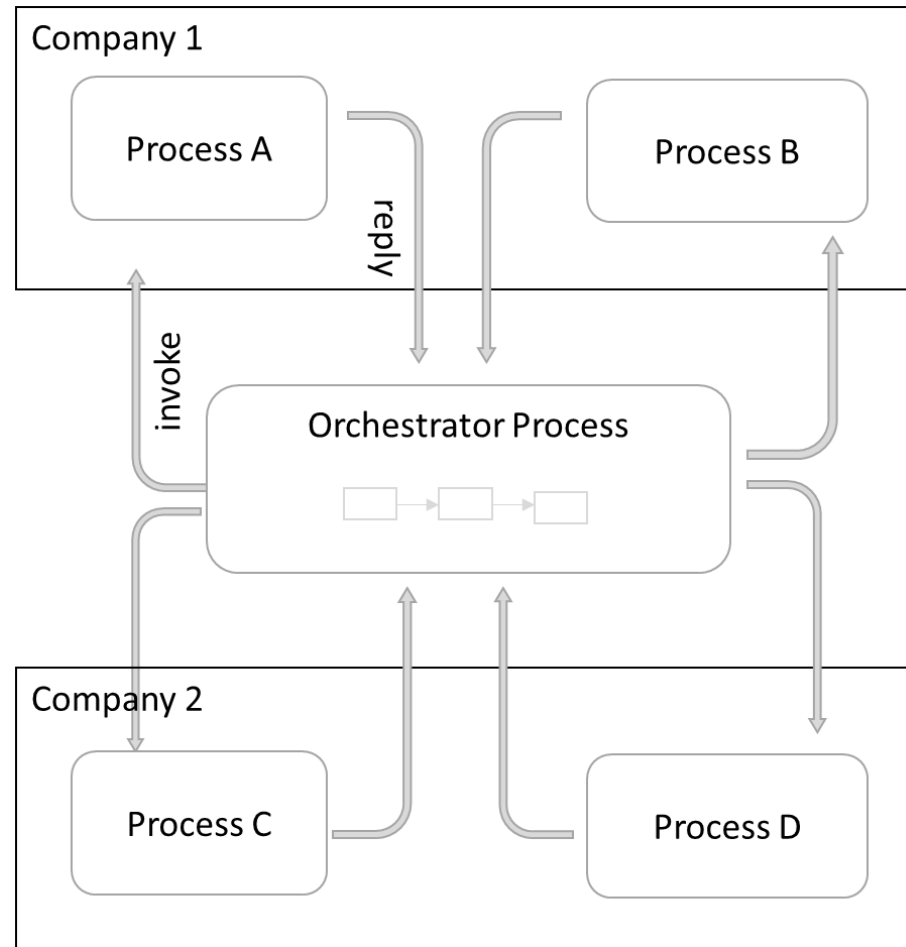 Company 1
Process A
Process B
reply
invoke
Orchestrator Process
Company 2
Process C
Process D